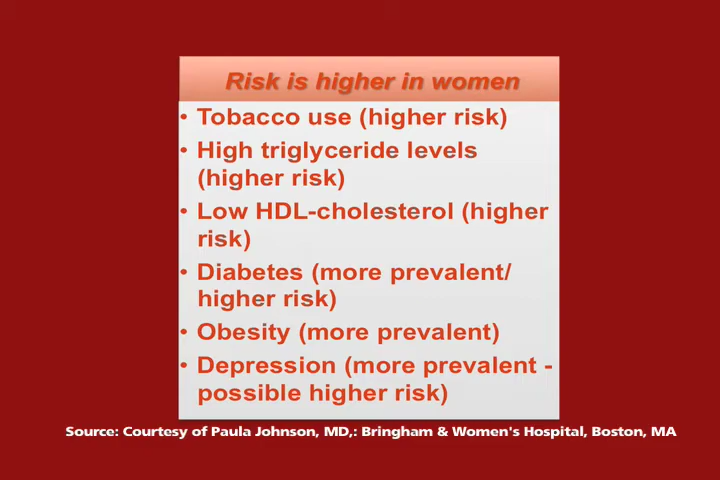 Risk is higher in women
• Tobacco use (higher risk)
• High triglyceride levels
(higher risk)
• Low HDL-cholesterol (higher
risk)
• Diabetes (more prevalent/
higher risk)
• Obesity (more prevalent)
• Depression (more prevalent -
possible higher risk)
Source: Courtesy of Paula Johnson, MD,: Bringham & Women's Hospital, Boston, MA